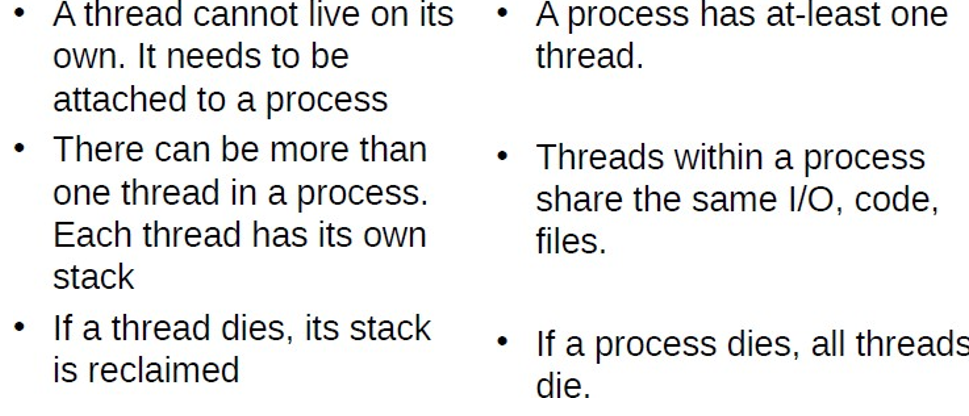 • A thread cannot live on its
own. It needs to be
attached to a process
• There can be more than
one thread in a process.
Each thread has its own
stack
• If a thread dies, its stack
is reclaimed
• A process has at-least one
thread.
• Threads within a process
share the same I/O, code,
files.
• If a process dies, all threads
die.